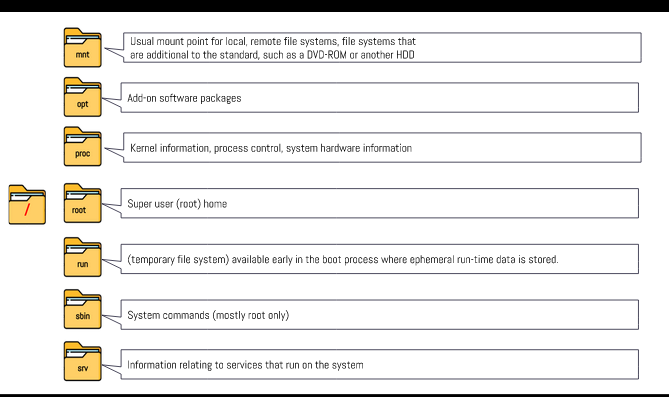 mnt
Usual mount point for local, remote file systems, file systems that
are additional to the standard, such as a DVD-ROM or another HDD
opt
Add-on software packages
proc
Kernel information, process control, system hardware information
/
root
Super user (root) home
run
(temporary file system) available early in the boot process where ephemeral run-time data is stored.
sbin
System commands (mostly root only)
srv
Information relating to services that run on the system